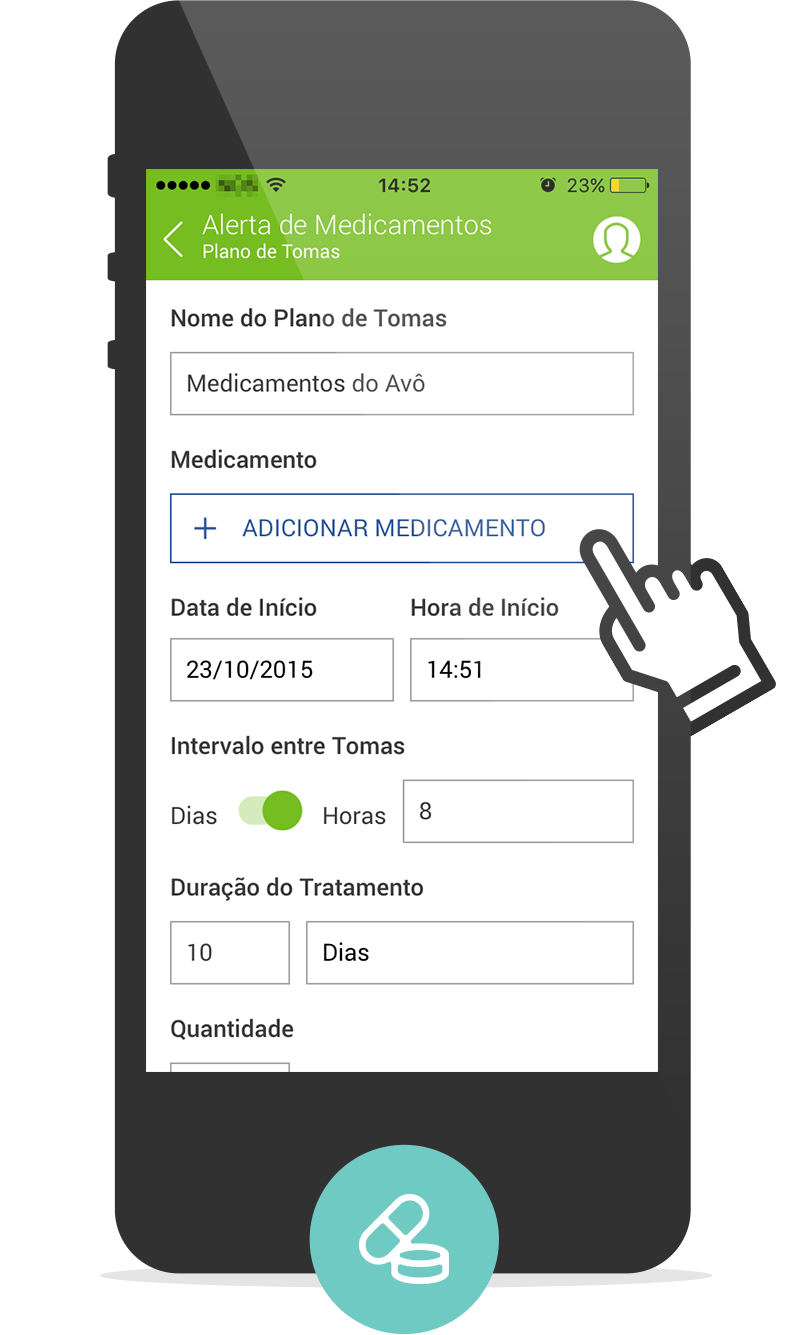 14:52 23%
Alerta de Medicamentos
Plano de Tomas
Nome do Plano de Tomas
Medicamentos do Avô
Medicamento
+ ADICIONAR MEDICAMENTO
Data de Início Hora de Início
23/10/2015 14:51
Intervalo entre Tomas
Dias Horas 8
Duração do Tratamento
10 Dias
Quantidade